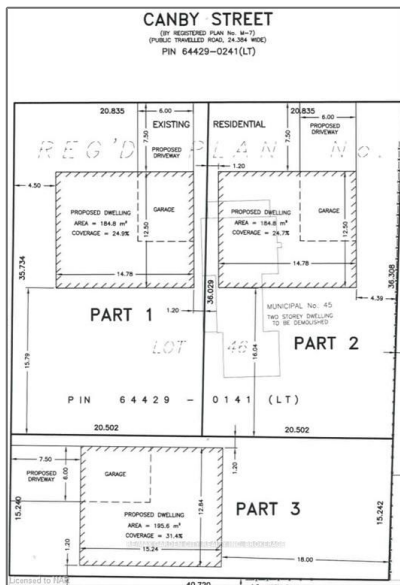 CANBY STREET
(BY REGISTERED PLAN No. M-7)
(PUBLIC TRAVELLED ROAD, 24.384 WIDE)
PIN 64429-0241(LT)
20.835
6.00
20.835
6.00
7.50
EXISTING
RESIDENTIAL
7.50
PROPOSED
DRIVEWAY
PROPOSED
DRIVEWAY
REG'D PLAN No.
1.20
4.50
PROPOSED DWELLING
AREA = 184.8 m²
COVERAGE = 24.9%
GARAGE
12.50
14.78
PROPOSED DWELLING
AREA = 184.8 m²
COVERAGE = 24.7%
GARAGE
12.50
14.78
35.734
36.029
36.308
1.20
4.39
MUNICIPAL No. 45
TWO STOREY DWELLING
TO BE DEMOLISHED
PART 1
PART 2
15.79
16.04
LOT 46
PIN 64429 - 0141 (LT)
20.502
20.502
7.50
1.20
PROPOSED
DRIVEWAY
6.00
GARAGE
15.240
12.84
15.242
PART 3
PROPOSED DWELLING
AREA = 195.6 m²
COVERAGE = 31.4%
15.24
1.20
18.00
Licensed to NAR
40.720